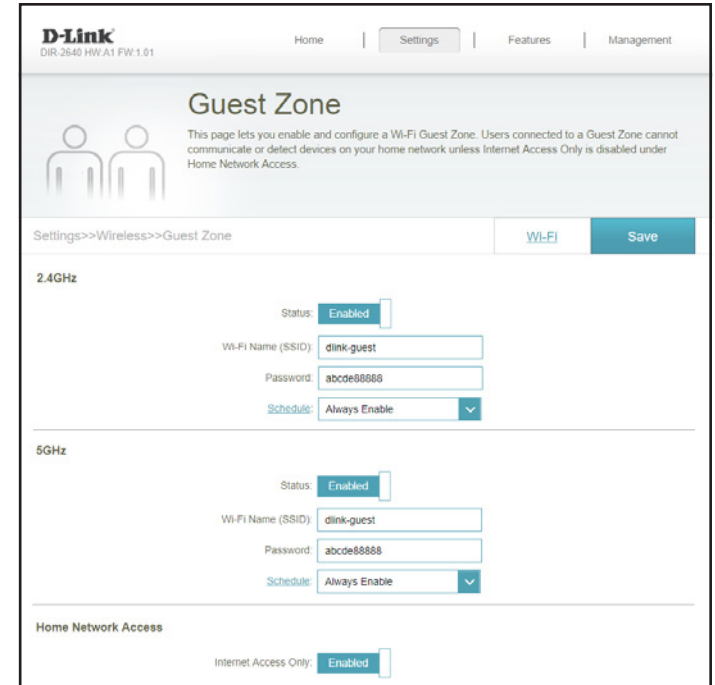 D-Link
DIR-2640 HW:A1 FW:1.01
Home | Settings | Features | Management
Guest Zone
This page lets you enable and configure a Wi-Fi Guest Zone. Users connected to a Guest Zone cannot
communicate or detect devices on your home network unless Internet Access Only is disabled under
Home Network Access.
Settings>>Wireless>>Guest Zone
Wi-Fi
Save
2.4GHz
Status: Enabled
Wi-Fi Name (SSID): dlink-guest
Password: abcde88888
Schedule: Always Enable
5GHz
Status: Enabled
Wi-Fi Name (SSID): dlink-guest
Password: abcde88888
Schedule: Always Enable
Home Network Access
Internet Access Only: Enabled